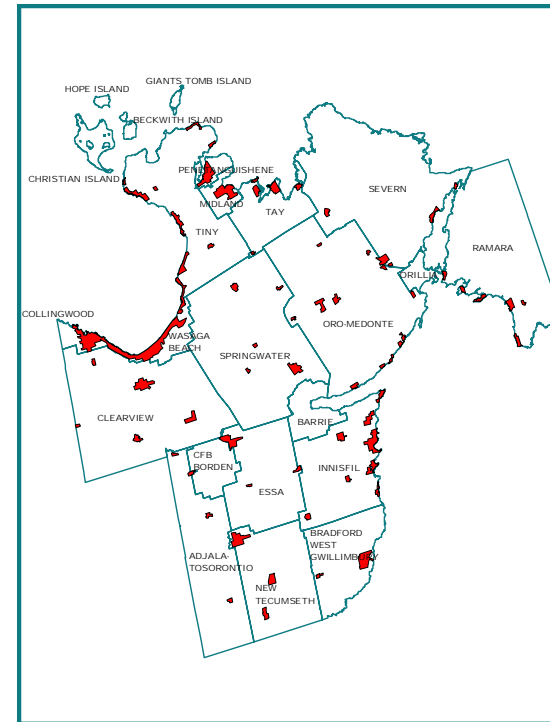 GIANTS TOMB ISLAND
HOPE ISLAND
BECKWITH ISLAND
PENETANGUISHENE
CHRISTIAN ISLAND
SEVERN
MIDLAND
TAY
TINY
RAMARA
ORILLIA
COLLINGWOOD
ORO-MEDONTE
WASAGA
BEACH
SPRINGWATER
CLEARVIEW
BARRIE
CFB
BORDEN
INNISFIL
ESSA
BRADFORD
WEST
GWILLIMBURY
ADJALA-
TOSORONTIO
NEW
TECUMSETH